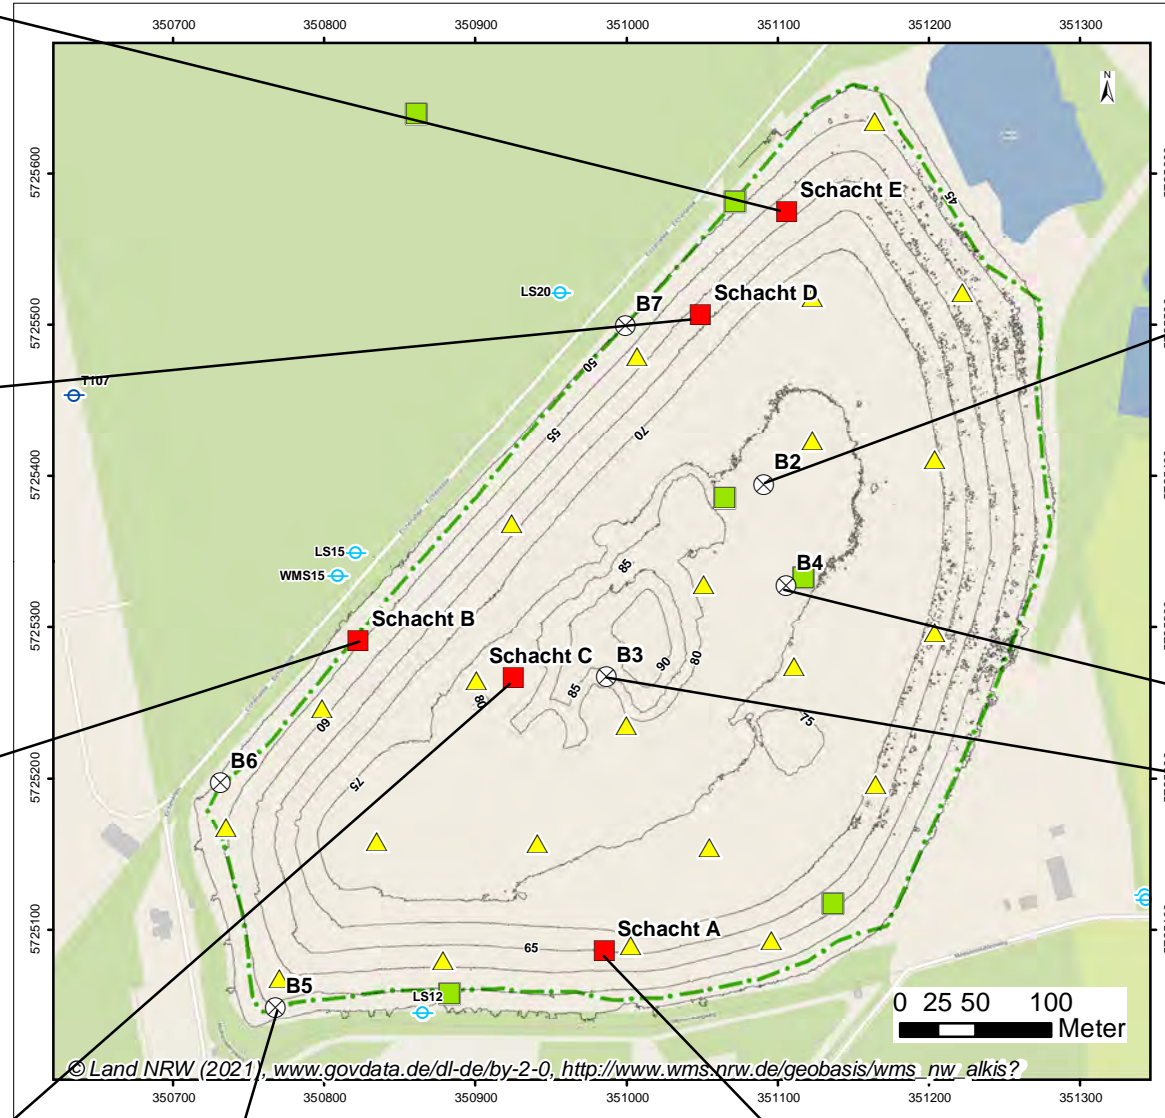 350700 350800 350900 351000 351100 351200 351300
N
5725600
5725500
5725400
5725300
5725200
5725100
Schacht E
45
LS20
B7
Schacht D
50
T107
55
70
B2
LS15
WMS15
85
B4
Schacht B
Schacht C
B3
90
80
85
80
60
75
B6
75
Schacht A
65
B5
LS12
0 25 50 100
Meter
© Land NRW (2021), www.govdata.de/dl-de/by-2-0, http://www.wms.nrw.de/geobasis/wms_nw_alkis?
350700 350800 350900 351000 351100 351200 351300